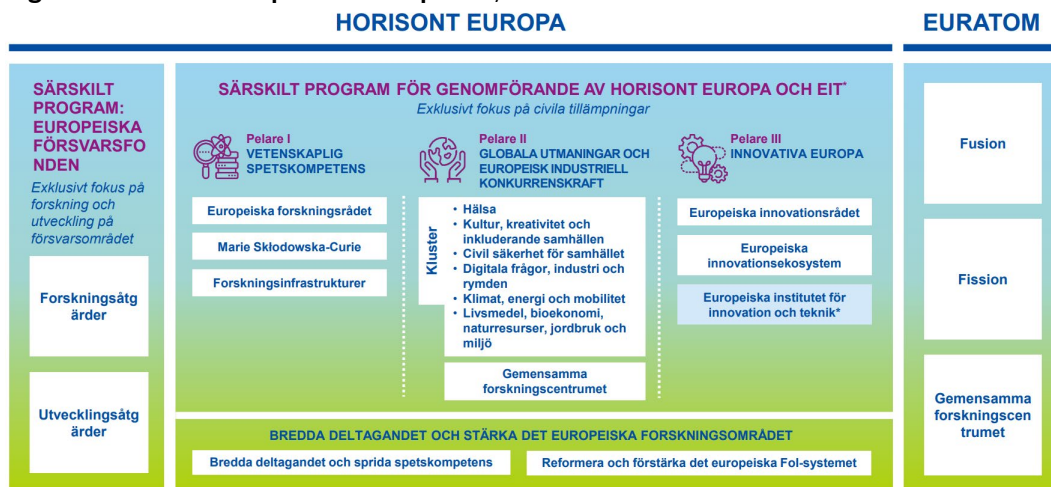 HORISONT EUROPA
EURATOM
SÄRSKILT
PROGRAM:
EUROPEISKA
FÖRSVARSFO
NDEN
Exklusivt fokus på
forskning och
utveckling på
försvarsområdet
Forskningsåtg
ärder
Utvecklingsåtg
ärder
SÄRSKILT PROGRAM FÖR GENOMFÖRANDE AV HORISONT EUROPA OCH EIT*
Exklusivt fokus på civila tillämpningar
Pelare I
VETENSKAPLIG
SPETSKOMPETENS
Europeiska forskningsrådet
Marie Skłodowska-Curie
Forskningsinfrastrukturer
Pelare II
GLOBALA UTMANINGAR OCH
EUROPEISK INDUSTRIELL
KONKURRENSKRAFT
Kluster
• Hälsa
• Kultur, kreativitet och
inkluderande samhällen
• Civil säkerhet för samhället
• Digitala frågor, industri och
rymden
• Klimat, energi och mobilitet
• Livsmedel, bioekonomi,
naturresurser, jordbruk och
miljö
Gemensamma
forskningscentrumet
Pelare III
INNOVATIVA EUROPA
Europeiska innovationsrådet
Europeiska
innovationsekosystem
Europeiska institutet för
innovation och teknik*
BREDDA DELTAGANDET OCH STÄRKA DET EUROPEISKA FORSKNINGSOMRÅDET
Bredda deltagandet och sprida spetskompetens
Reformera och förstärka det europeiska FoI-systemet
Fusion
Fission
Gemensamma
forskningscen
trumet